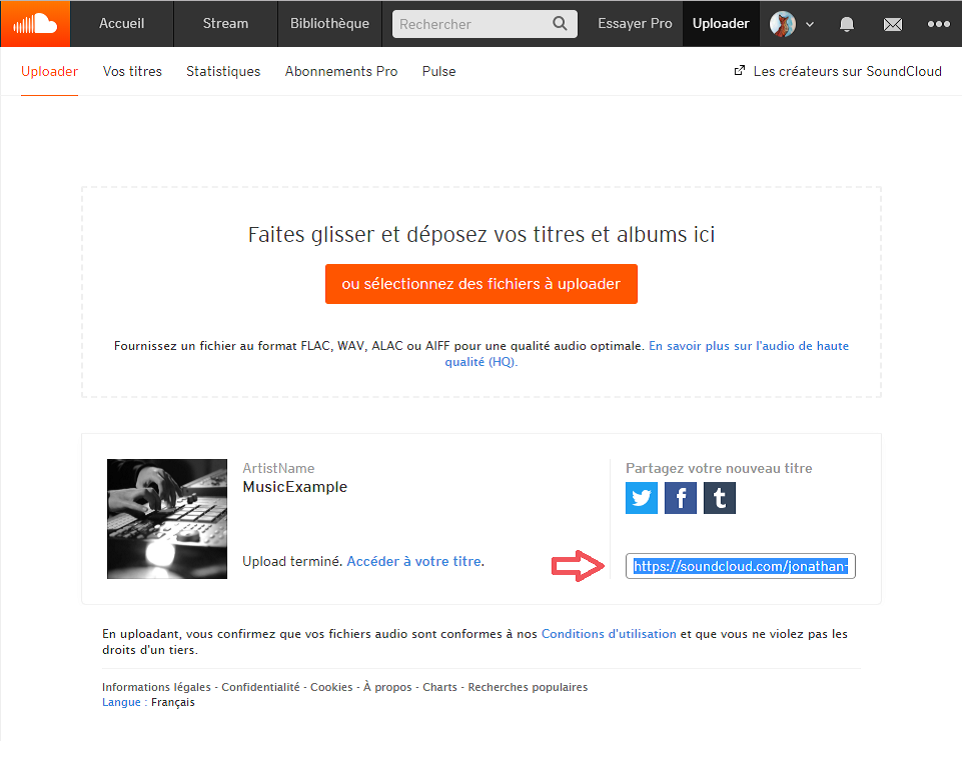 Accueil Stream Bibliothèque Rechercher Essayer Pro Uploader
Uploader Vos titres Statistiques Abonnements Pro Pulse Les créateurs sur SoundCloud
Faites glisser et déposez vos titres et albums ici
ou sélectionnez des fichiers à uploader
Fournissez un fichier au format FLAC, WAV, ALAC ou AIFF pour une qualité audio optimale. En savoir plus sur l'audio de haute
qualité (HQ).
ArtistName
MusicExample
Upload terminé. Accéder à votre titre.
Partagez votre nouveau titre
https://soundcloud.com/jonathan-
En uploadant, vous confirmez que vos fichiers audio sont conformes à nos Conditions d'utilisation et que vous ne violez pas les
droits d'un tiers.
Informations légales - Confidentialité - Cookies - À propos - Charts - Recherches populaires
Langue : Français